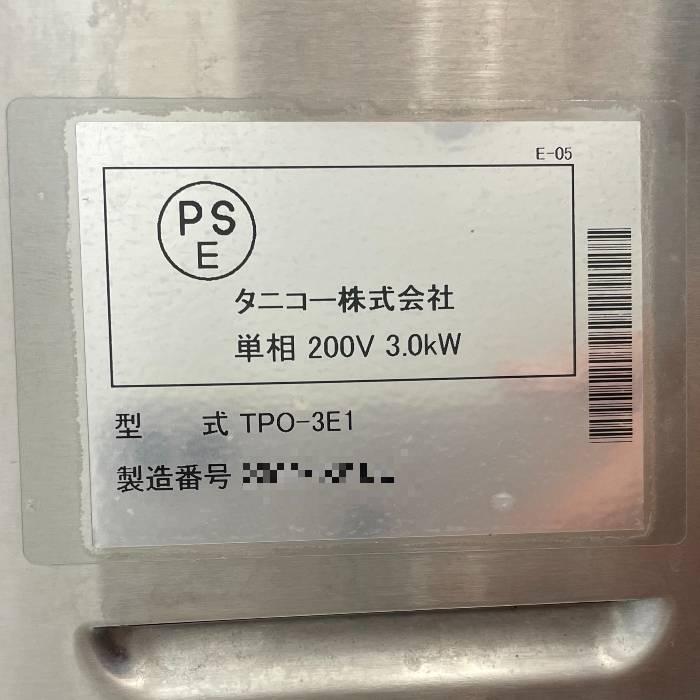 E-05
PS
E
タニコー株式会社
単相 200V 3.0kW
型 式 TPO-3E1
製造番号